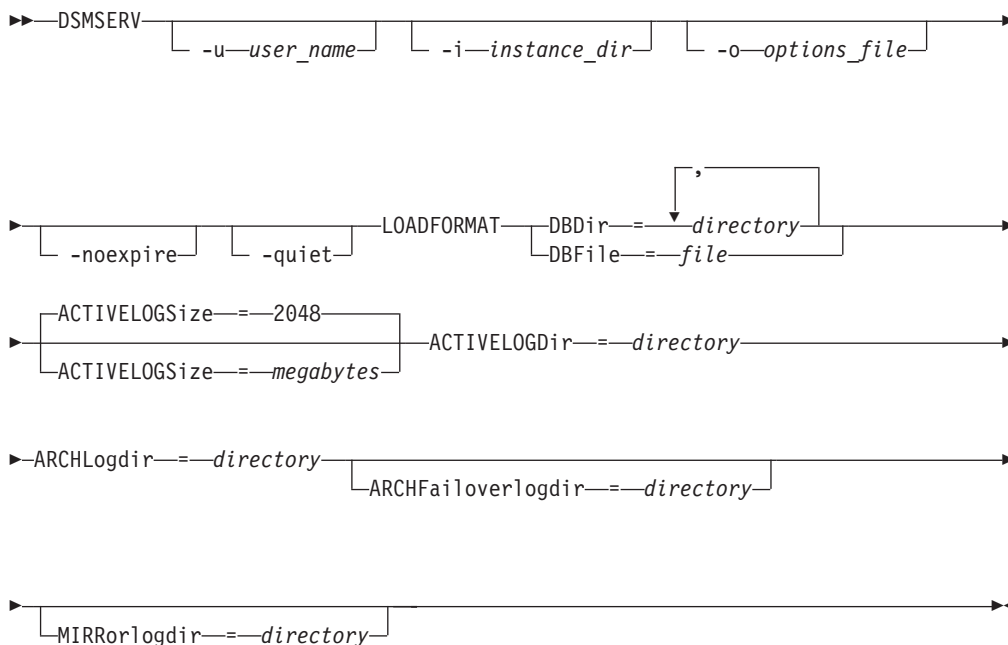 DSMSERV
-u user_name -i instance_dir -o options_file
,
-noexpire -quiet LOADFORMAT DBDir = directory
DBFile = file
ACTIVELOGSize = 2048
ACTIVELOGDir = directory
ACTIVELOGSize = megabytes
ARCHLogdir = directory
ARCHFailoverlogdir = directory
MIRRorlogdir = directory